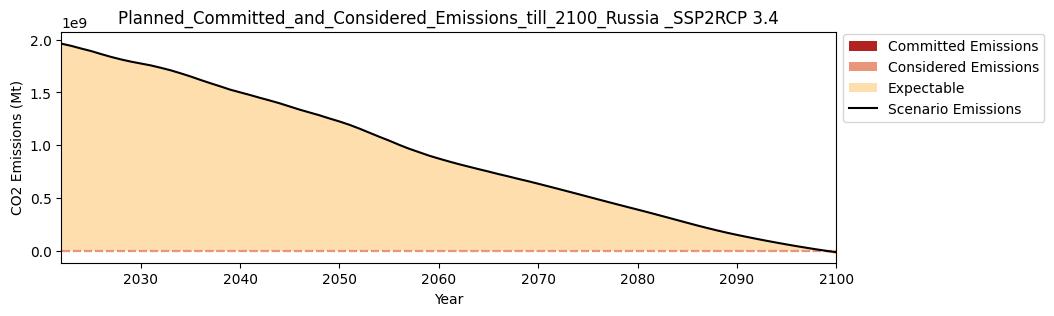 Planned_Committed_and_Considered_Emissions_till_2100_Russia _SSP2RCP 3.4
1e9
2.0
1.5
1.0
0.5
0.0
CO2 Emissions (Mt)
2030 2040 2050 2060 2070 2080 2090 2100
Year
Committed Emissions
Considered Emissions
Expectable
Scenario Emissions